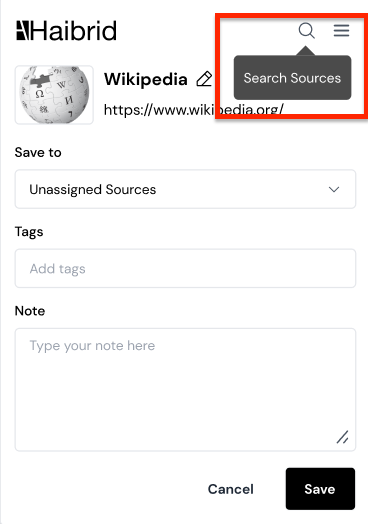 Haibrid
Search Sources
Wikipedia
https://www.wikipedia.org/
Save to
Unassigned Sources
Tags
Add tags
Note
Type your note here
Cancel Save